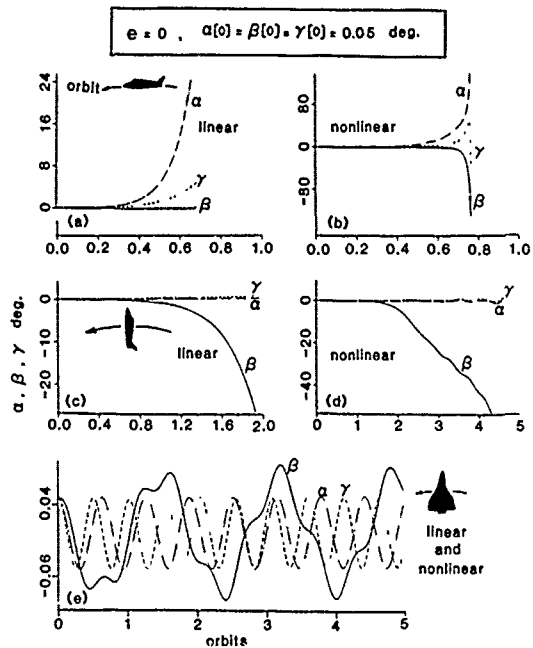 e = 0 , α[0] = β[0] = γ[0] = 0.05 deg.
24
16
8
0
orbit
α
linear
γ
β
(a)
0.0 0.2 0.4 0.6 0.8 1.0
80
0
-80
nonlinear
α
γ
β
(b)
0.0 0.2 0.4 0.6 0.8 1.0
α , β , γ deg.
0
-10
-20
γ
α
linear
β
(c)
0.0 0.4 0.8 1.2 1.6 2.0
0
-20
-40
γ
α
nonlinear
β
(d)
0 1 2 3 4 5
0.04
-0.06
β
α γ
linear
and
nonlinear
(e)
0 1 2 3 4 5
orbits